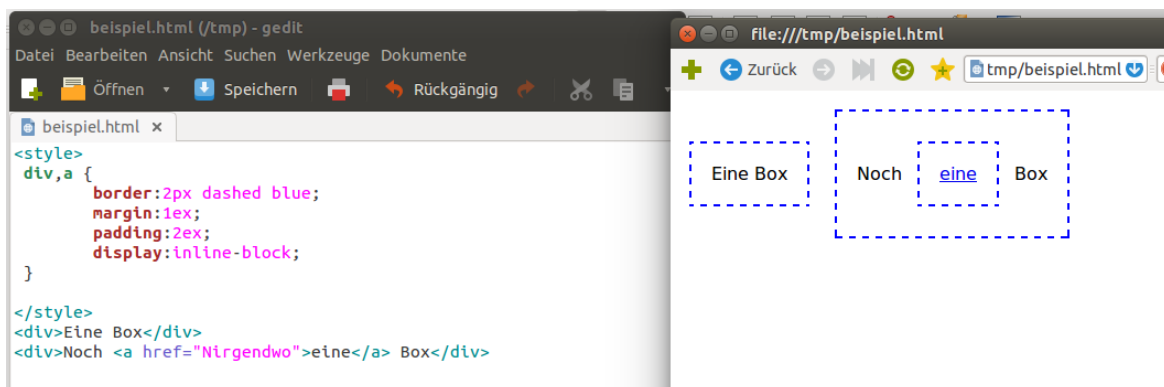 beispiel.html (/tmp) - gedit
Datei Bearbeiten Ansicht Suchen Werkzeuge Dokumente
Öffnen Speichern Rückgängig
beispiel.html ×
<style>
 div,a {
        border:2px dashed blue;
        margin:1ex;
        padding:2ex;
        display:inline-block;
 }
</style>
<div>Eine Box</div>
<div>Noch <a href="Nirgendwo">eine</a> Box</div>
file:///tmp/beispiel.html
Zurück tmp/beispiel.html
Eine Box Noch eine Box